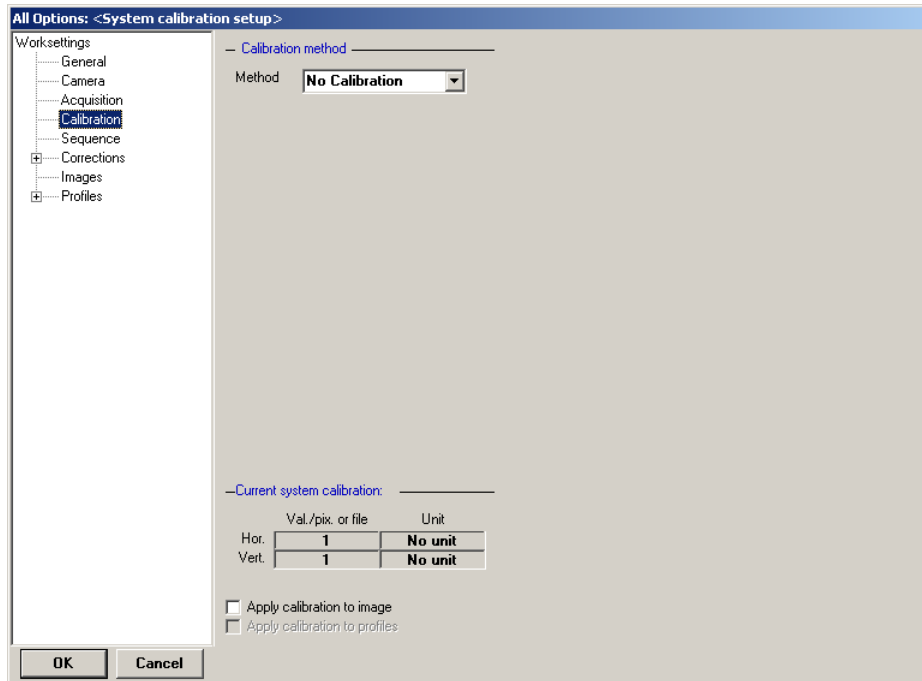 All Options: <System calibration setup>
Worksettings
General
Camera
Acquisition
Calibration
Sequence
Corrections
Images
Profiles
Calibration method
Method No Calibration
Current system calibration:
Val./pix. or file Unit
Hor. 1 No unit
Vert. 1 No unit
Apply calibration to image
Apply calibration to profiles
OK Cancel